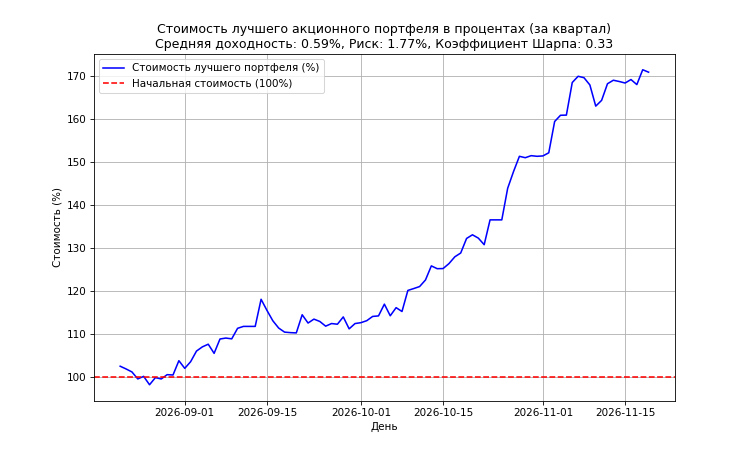 Стоимость лучшего акционного портфеля в процентах (за квартал)
Средняя доходность: 0.59%, Риск: 1.77%, Коэффициент Шарпа: 0.33
Стоимость лучшего портфеля (%)
Начальная стоимость (100%)
Стоимость (%)
170
160
150
140
130
120
110
100
2026-09-01
2026-09-15
2026-10-01
2026-10-15
2026-11-01
2026-11-15
День